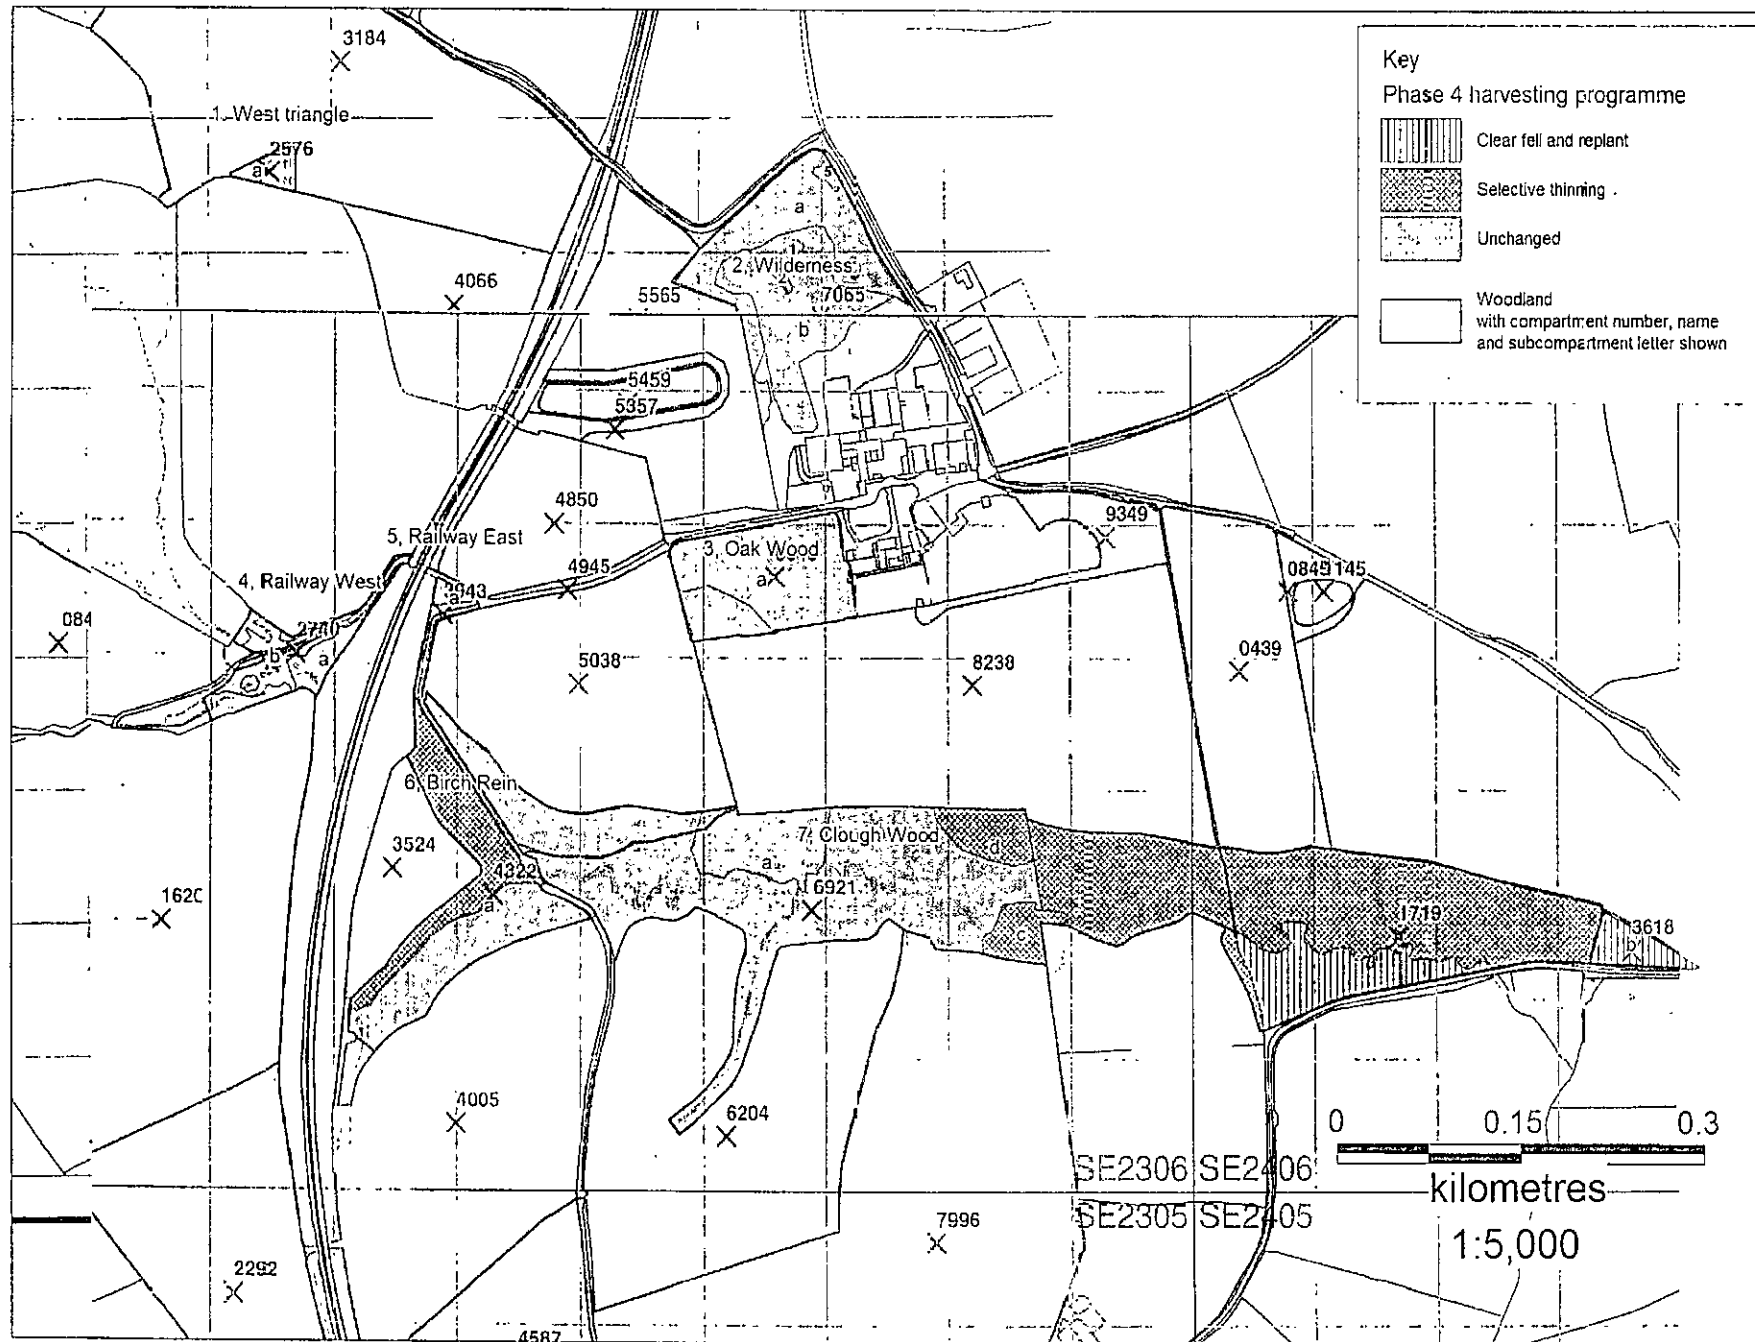 Key
Phase 4 harvesting programme
Clear fell and replant
Selective thinning
Unchanged
Woodland
with compartment number, name
and subcompartment letter shown
3184
1, West triangle
2576
a
a
2, Wilderness
4066
5565
7065
b
5459
5357
4850
9349
5, Railway East
3, Oak Wood
4945
a
4, Railway West
a
084
2740
b
a
5038
8238
0439
6, Birch Rein
7, Clough Wood
d
a
3524
4322
a
6921
1719
3618
b
c
162C
4005
6204
0
0.15
0.3
kilometres
1:5,000
SE2306 SE2406
SE2305 SE2405
7996
2292
4587